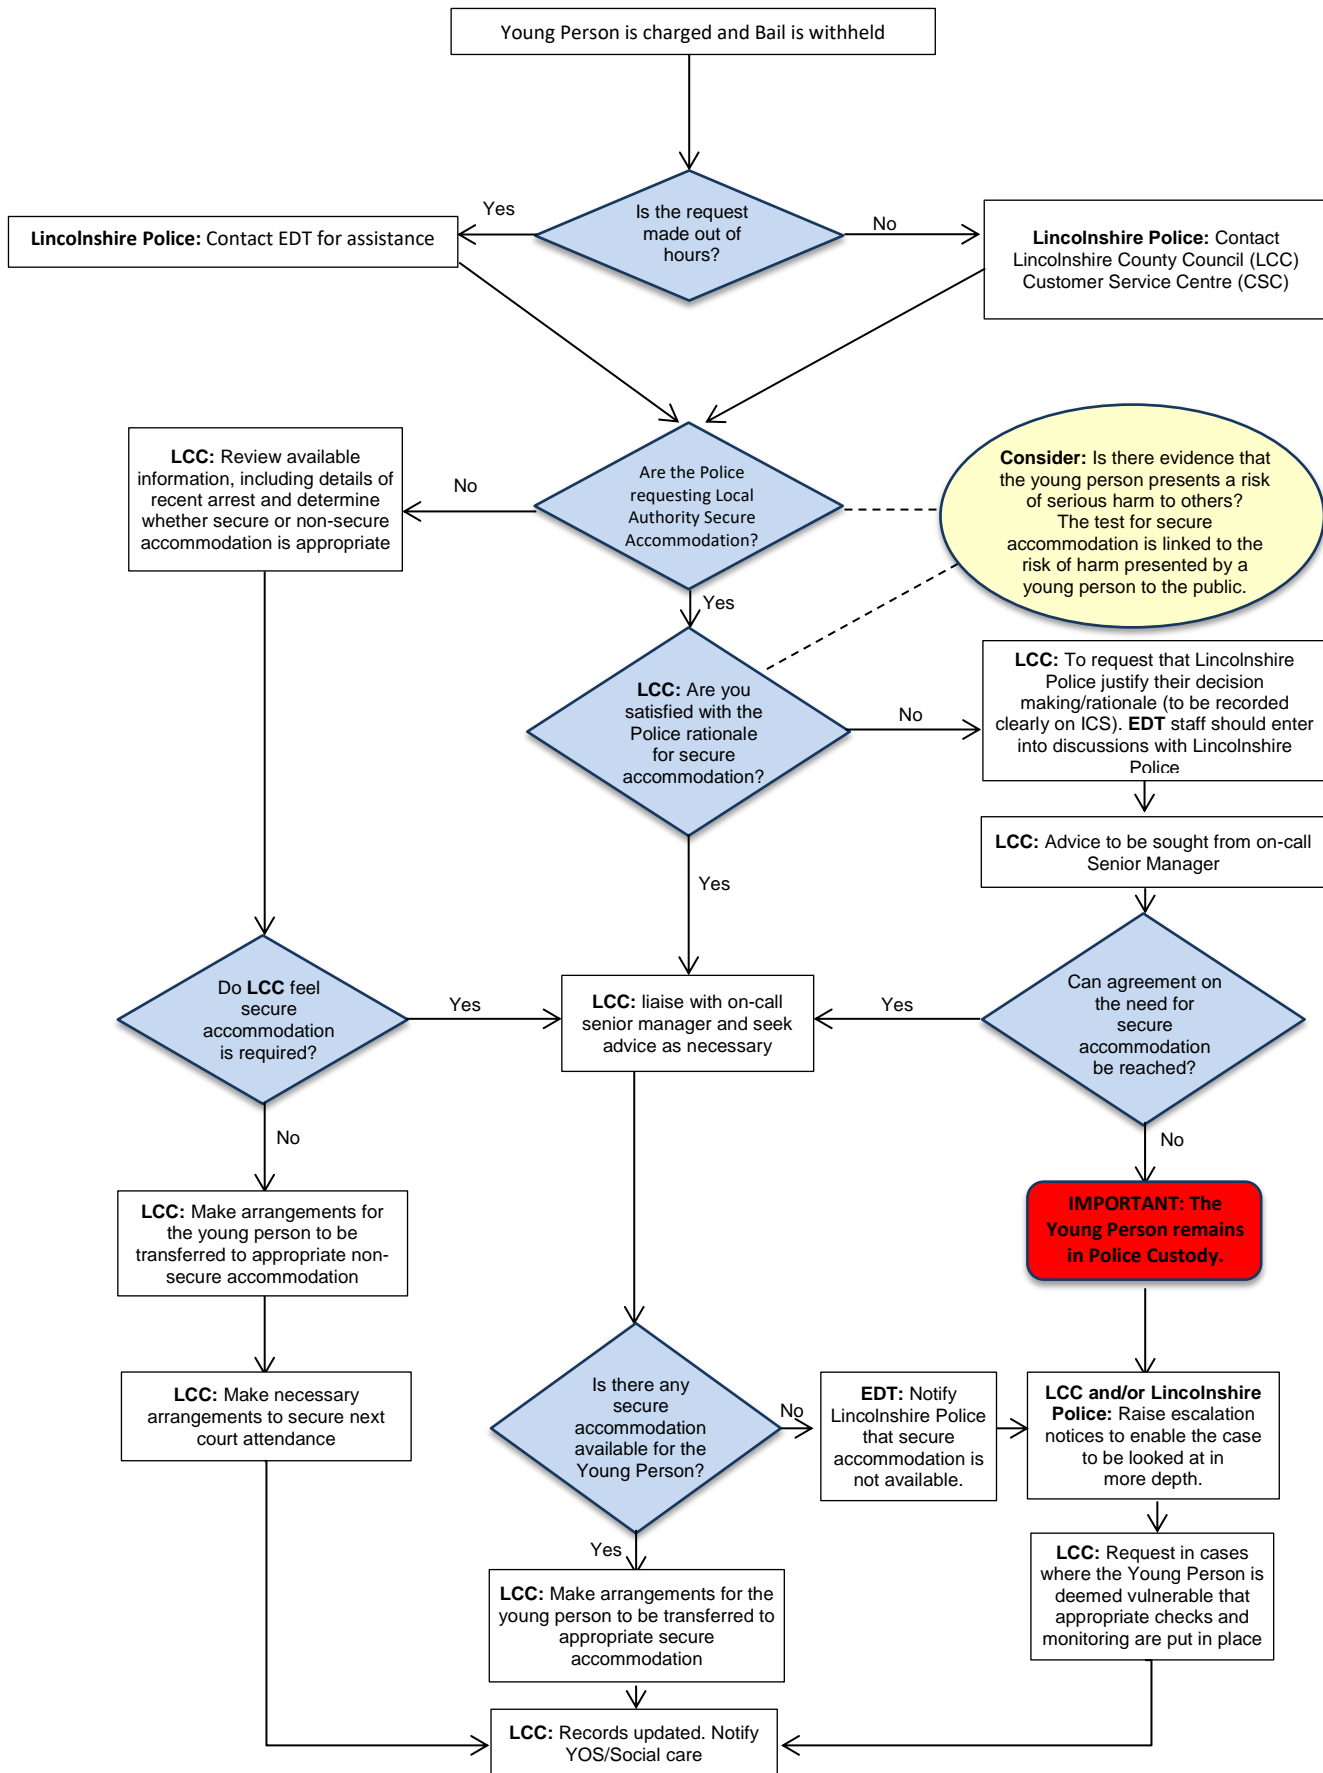 Young Person is charged and Bail is withheld
Is the request
made out of
hours?
Yes
No
Lincolnshire Police: Contact EDT for assistance
Lincolnshire Police: Contact
Lincolnshire County Council (LCC)
Customer Service Centre (CSC)
Are the Police
requesting Local
Authority Secure
Accommodation?
No
Yes
LCC: Review available
information, including details of
recent arrest and determine
whether secure or non-secure
accommodation is appropriate
Consider: Is there evidence that
the young person presents a risk
of serious harm to others?
The test for secure
accommodation is linked to the
risk of harm presented by a
young person to the public.
LCC: Are you
satisfied with the
Police rationale
for secure
accommodation?
No
Yes
LCC: To request that Lincolnshire
Police justify their decision
making/rationale (to be recorded
clearly on ICS). EDT staff should enter
into discussions with Lincolnshire
Police
LCC: Advice to be sought from on-call
Senior Manager
Do LCC feel
secure
accommodation
is required?
Yes
No
LCC: liaise with on-call
senior manager and seek
advice as necessary
Can agreement on
the need for
secure
accommodation
be reached?
Yes
No
LCC: Make arrangements for
the young person to be
transferred to appropriate non-
secure accommodation
IMPORTANT: The
Young Person remains
in Police Custody.
LCC: Make necessary
arrangements to secure next
court attendance
Is there any
secure
accommodation
available for the
Young Person?
No
Yes
EDT: Notify
Lincolnshire Police
that secure
accommodation is
not available.
LCC and/or Lincolnshire
Police: Raise escalation
notices to enable the case
to be looked at in
more depth.
LCC: Make arrangements for the
young person to be transferred to
appropriate secure
accommodation
LCC: Request in cases
where the Young Person is
deemed vulnerable that
appropriate checks and
monitoring are put in place
LCC: Records updated. Notify
YOS/Social care